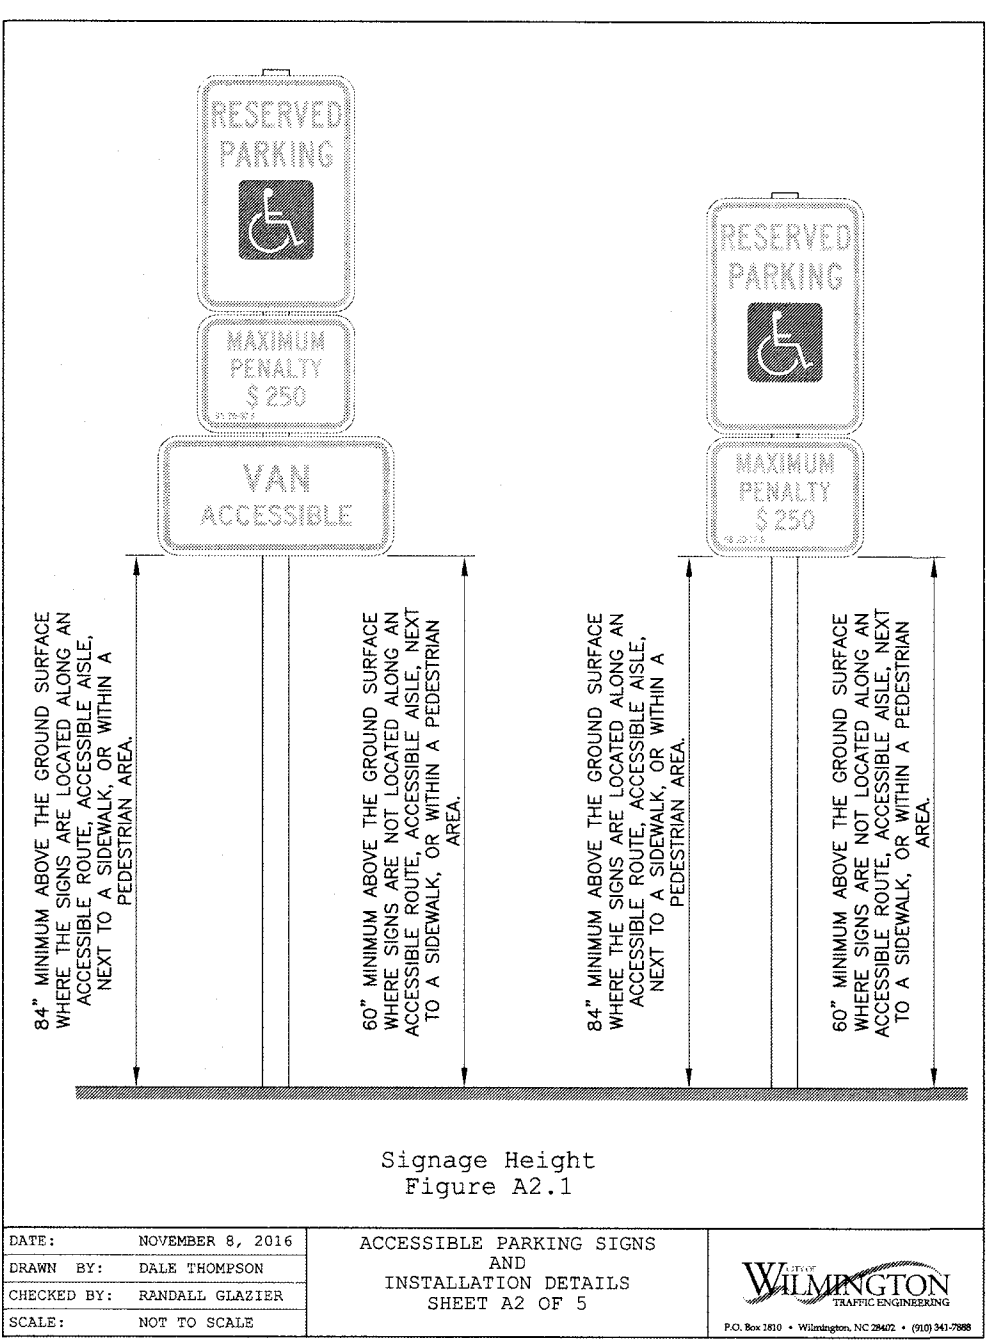 RESERVED
PARKING
MAXIMUM
PENALTY
$ 250
VAN
ACCESSIBLE
RESERVED
PARKING
MAXIMUM
PENALTY
$ 250
84" MINIMUM ABOVE THE GROUND SURFACE
WHERE THE SIGNS ARE LOCATED ALONG AN
ACCESSIBLE ROUTE, ACCESSIBLE AISLE,
NEXT TO A SIDEWALK, OR WITHIN A
PEDESTRIAN AREA.
60" MINIMUM ABOVE THE GROUND SURFACE
WHERE SIGNS ARE NOT LOCATED ALONG AN
ACCESSIBLE ROUTE, ACCESSIBLE AISLE, NEXT
TO A SIDEWALK, OR WITHIN A PEDESTRIAN
AREA.
84" MINIMUM ABOVE THE GROUND SURFACE
WHERE THE SIGNS ARE LOCATED ALONG AN
ACCESSIBLE ROUTE, ACCESSIBLE AISLE,
NEXT TO A SIDEWALK, OR WITHIN A
PEDESTRIAN AREA.
60" MINIMUM ABOVE THE GROUND SURFACE
WHERE SIGNS ARE NOT LOCATED ALONG AN
ACCESSIBLE ROUTE, ACCESSIBLE AISLE, NEXT
TO A SIDEWALK, OR WITHIN A PEDESTRIAN
AREA.
Signage Height
Figure A2.1
DATE: NOVEMBER 8, 2016
DRAWN BY: DALE THOMPSON
CHECKED BY: RANDALL GLAZIER
SCALE: NOT TO SCALE
ACCESSIBLE PARKING SIGNS
AND
INSTALLATION DETAILS
SHEET A2 OF 5
CITY OF
WILMINGTON
TRAFFIC ENGINEERING
P.O. Box 1810 • Wilmington, NC 28402 • (910) 341-7888